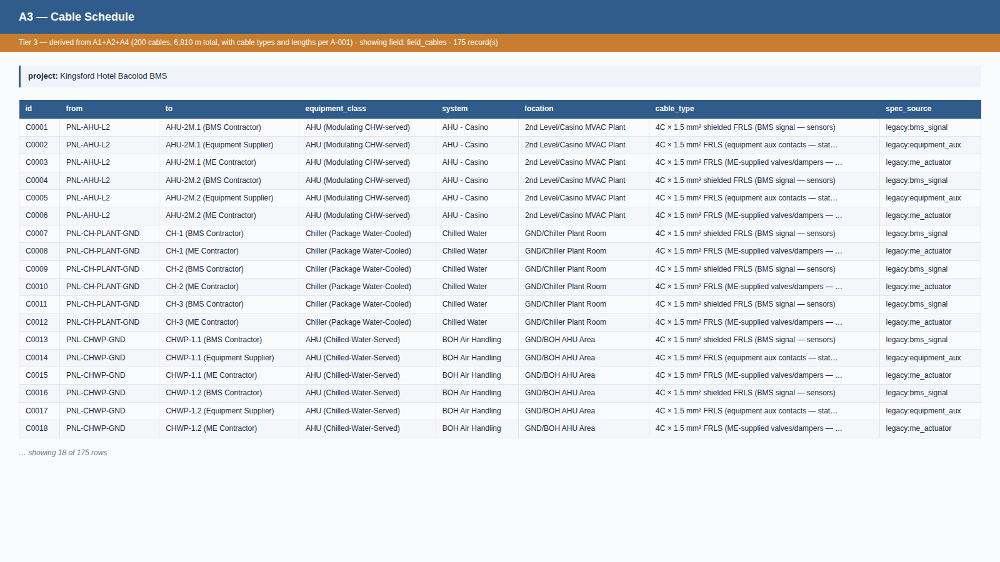 A3 — Cable Schedule
Tier 3 — derived from A1+A2+A4 (200 cables, 6,810 m total, with cable types and lengths per A-001) · showing field: field_cables · 175 record(s)
project: Kingsford Hotel Bacolod BMS
id from to equipment_class system location cable_type spec_source
C0001 PNL-AHU-L2 AHU-2M.1 (BMS Contractor) AHU (Modulating CHW-served) AHU - Casino 2nd Level/Casino MVAC Plant 4C × 1.5 mm² shielded FRLS (BMS signal — sensors) legacy:bms_signal
C0002 PNL-AHU-L2 AHU-2M.1 (Equipment Supplier) AHU (Modulating CHW-served) AHU - Casino 2nd Level/Casino MVAC Plant 4C × 1.5 mm² FRLS (equipment aux contacts — stat… legacy:equipment_aux
C0003 PNL-AHU-L2 AHU-2M.1 (ME Contractor) AHU (Modulating CHW-served) AHU - Casino 2nd Level/Casino MVAC Plant 4C × 1.5 mm² FRLS (ME-supplied valves/dampers — … legacy:me_actuator
C0004 PNL-AHU-L2 AHU-2M.2 (BMS Contractor) AHU (Modulating CHW-served) AHU - Casino 2nd Level/Casino MVAC Plant 4C × 1.5 mm² shielded FRLS (BMS signal — sensors) legacy:bms_signal
C0005 PNL-AHU-L2 AHU-2M.2 (Equipment Supplier) AHU (Modulating CHW-served) AHU - Casino 2nd Level/Casino MVAC Plant 4C × 1.5 mm² FRLS (equipment aux contacts — stat… legacy:equipment_aux
C0006 PNL-AHU-L2 AHU-2M.2 (ME Contractor) AHU (Modulating CHW-served) AHU - Casino 2nd Level/Casino MVAC Plant 4C × 1.5 mm² FRLS (ME-supplied valves/dampers — … legacy:me_actuator
C0007 PNL-CH-PLANT-GND CH-1 (BMS Contractor) Chiller (Package Water-Cooled) Chilled Water GND/Chiller Plant Room 4C × 1.5 mm² shielded FRLS (BMS signal — sensors) legacy:bms_signal
C0008 PNL-CH-PLANT-GND CH-1 (ME Contractor) Chiller (Package Water-Cooled) Chilled Water GND/Chiller Plant Room 4C × 1.5 mm² FRLS (ME-supplied valves/dampers — … legacy:me_actuator
C0009 PNL-CH-PLANT-GND CH-2 (BMS Contractor) Chiller (Package Water-Cooled) Chilled Water GND/Chiller Plant Room 4C × 1.5 mm² shielded FRLS (BMS signal — sensors) legacy:bms_signal
C0010 PNL-CH-PLANT-GND CH-2 (ME Contractor) Chiller (Package Water-Cooled) Chilled Water GND/Chiller Plant Room 4C × 1.5 mm² FRLS (ME-supplied valves/dampers — … legacy:me_actuator
C0011 PNL-CH-PLANT-GND CH-3 (BMS Contractor) Chiller (Package Water-Cooled) Chilled Water GND/Chiller Plant Room 4C × 1.5 mm² shielded FRLS (BMS signal — sensors) legacy:bms_signal
C0012 PNL-CH-PLANT-GND CH-3 (ME Contractor) Chiller (Package Water-Cooled) Chilled Water GND/Chiller Plant Room 4C × 1.5 mm² FRLS (ME-supplied valves/dampers — … legacy:me_actuator
C0013 PNL-CHWP-GND CHWP-1.1 (BMS Contractor) AHU (Chilled-Water-Served) BOH Air Handling GND/BOH AHU Area 4C × 1.5 mm² shielded FRLS (BMS signal — sensors) legacy:bms_signal
C0014 PNL-CHWP-GND CHWP-1.1 (Equipment Supplier) AHU (Chilled-Water-Served) BOH Air Handling GND/BOH AHU Area 4C × 1.5 mm² FRLS (equipment aux contacts — stat… legacy:equipment_aux
C0015 PNL-CHWP-GND CHWP-1.1 (ME Contractor) AHU (Chilled-Water-Served) BOH Air Handling GND/BOH AHU Area 4C × 1.5 mm² FRLS (ME-supplied valves/dampers — … legacy:me_actuator
C0016 PNL-CHWP-GND CHWP-1.2 (BMS Contractor) AHU (Chilled-Water-Served) BOH Air Handling GND/BOH AHU Area 4C × 1.5 mm² shielded FRLS (BMS signal — sensors) legacy:bms_signal
C0017 PNL-CHWP-GND CHWP-1.2 (Equipment Supplier) AHU (Chilled-Water-Served) BOH Air Handling GND/BOH AHU Area 4C × 1.5 mm² FRLS (equipment aux contacts — stat… legacy:equipment_aux
C0018 PNL-CHWP-GND CHWP-1.2 (ME Contractor) AHU (Chilled-Water-Served) BOH Air Handling GND/BOH AHU Area 4C × 1.5 mm² FRLS (ME-supplied valves/dampers — … legacy:me_actuator
… showing 18 of 175 rows